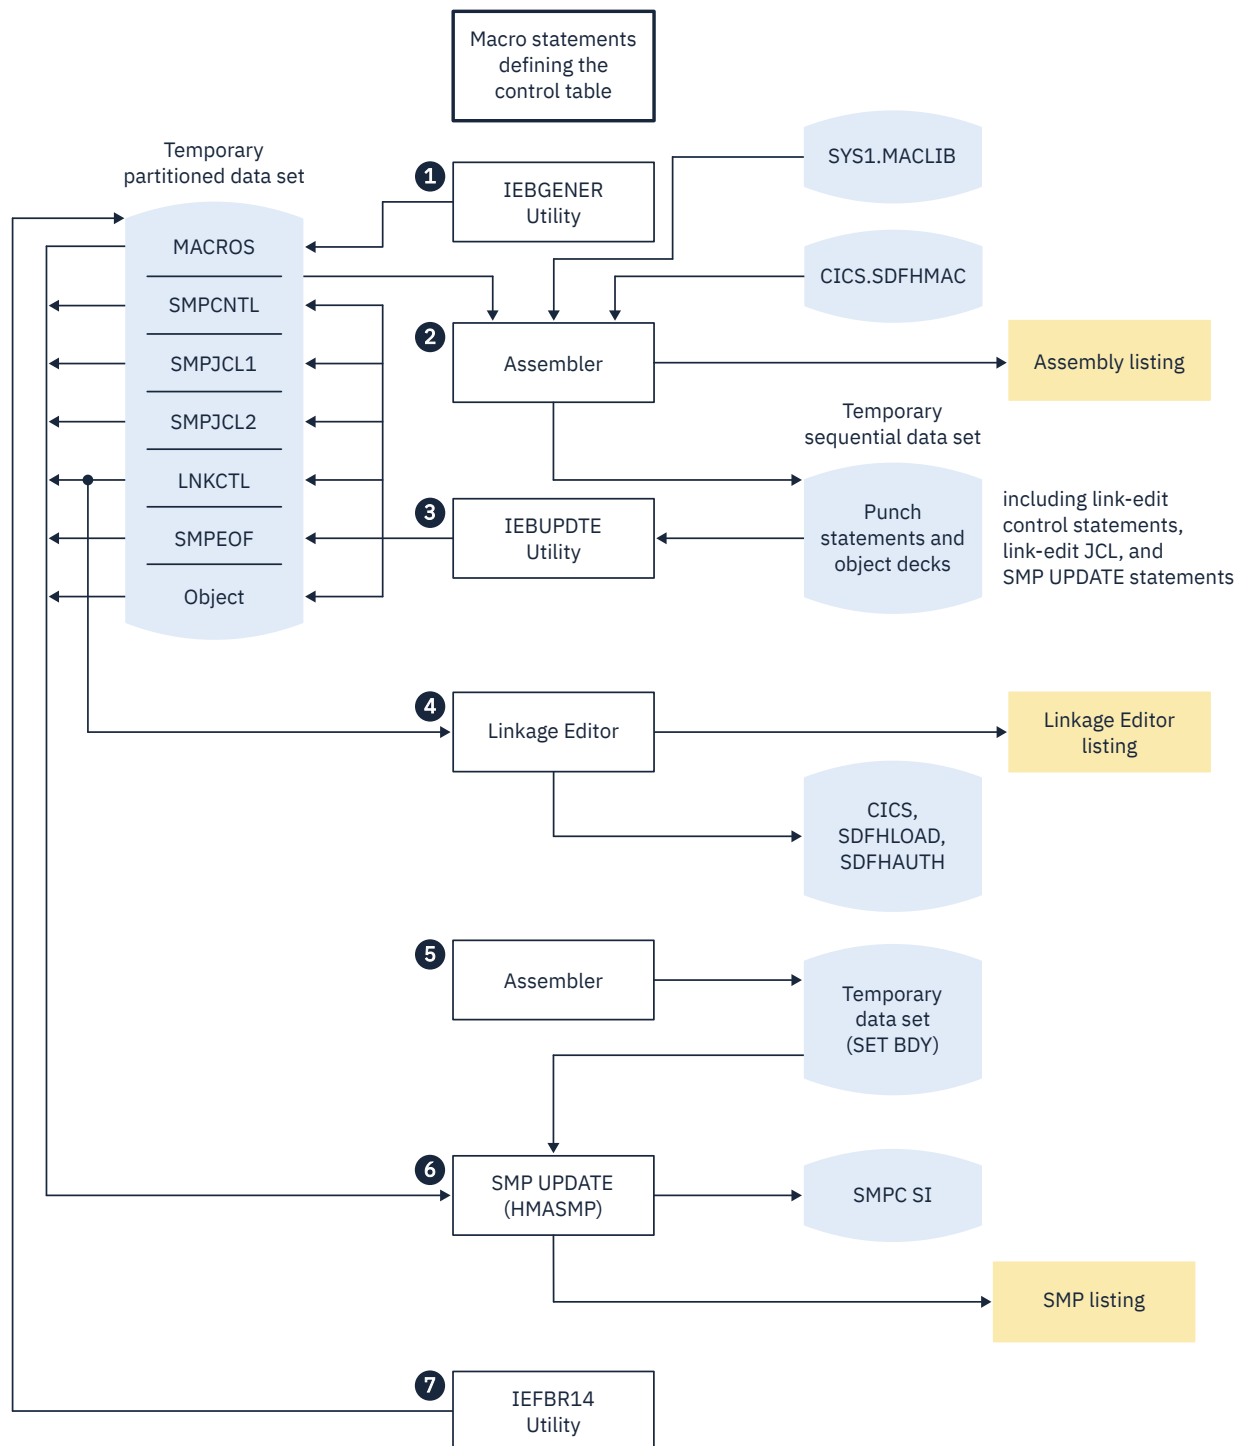 Macro statements
defining the
control table
Temporary
partitioned data set
SYS1.MACLIB
1
IEBGENER
Utility
MACROS
SMPCNTL
SMPJCL1
SMPJCL2
LNKCTL
SMPEOF
Object
CICS.SDFHMAC
2
Assembler
Assembly listing
Temporary
sequential data set
3
IEBUPDTE
Utility
Punch
statements and
object decks
including link-edit
control statements,
link-edit JCL, and
SMP UPDATE statements
4
Linkage Editor
Linkage Editor
listing
CICS,
SDFHLOAD,
SDFHAUTH
5
Assembler
Temporary
data set
(SET BDY)
6
SMP UPDATE
(HMASMP)
SMPC SI
SMP listing
7
IEFBR14
Utility